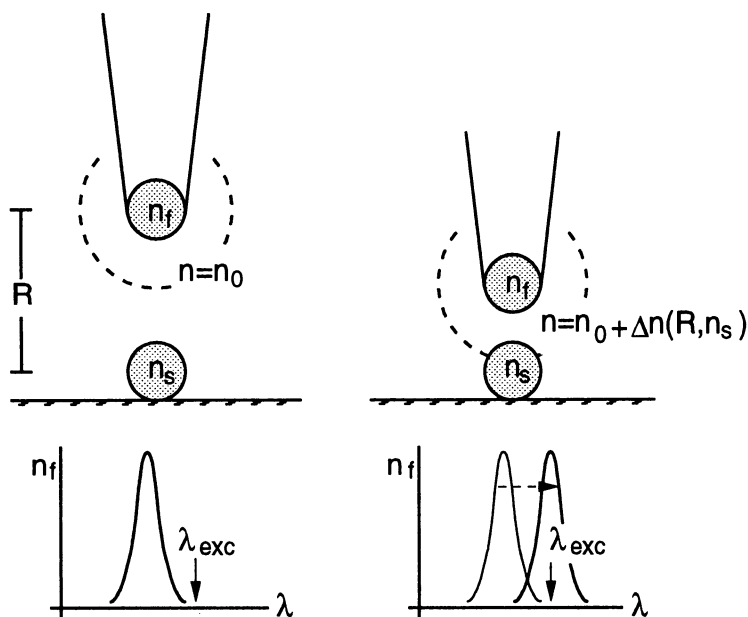 n_f
n=n_0
R
n_s
n_f
n=n_0+Δn(R,n_s)
n_s
n_f
λ_exc
λ
n_f
λ_exc
λ